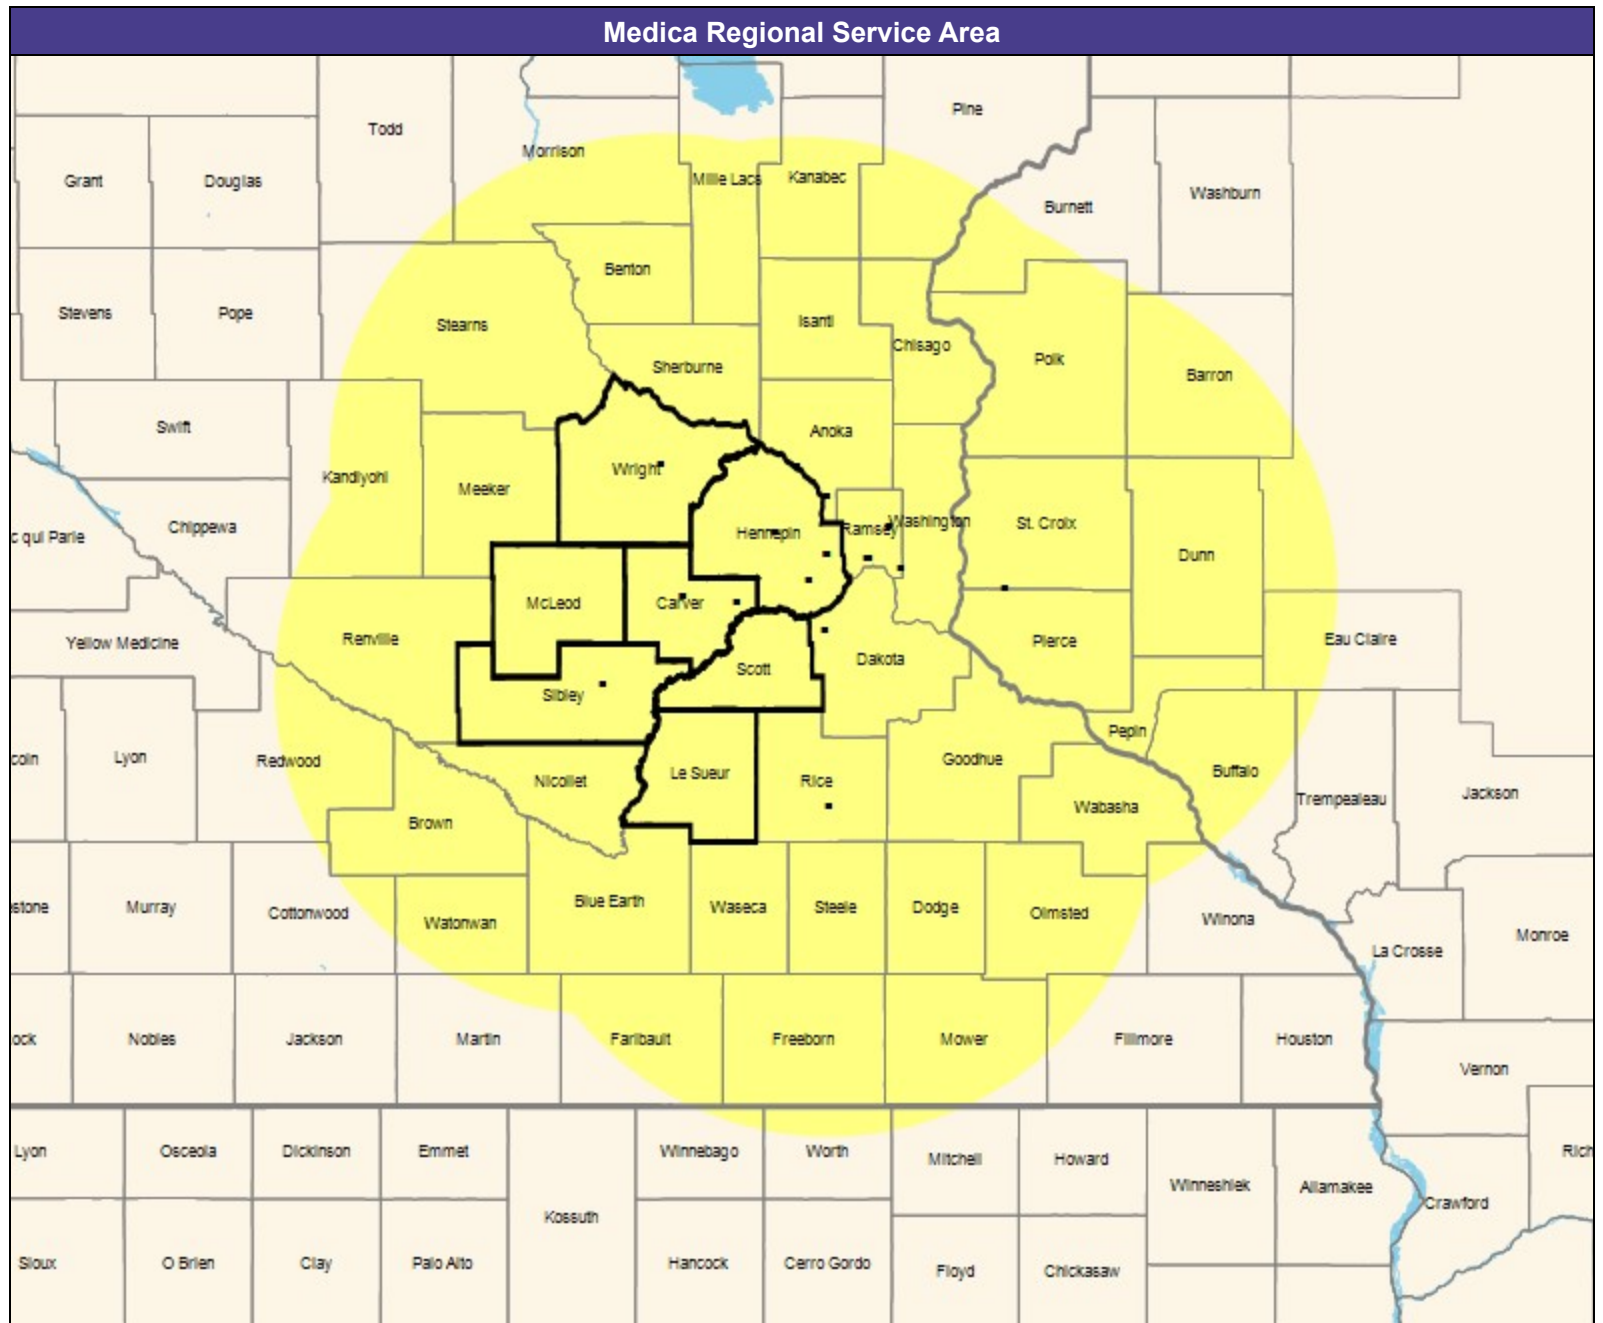 Medica Regional Service Area
Pine
Todd
Morrison
Grant
Douglas
Mille Lacs
Kanabec
Washburn
Burnett
Benton
Stevens
Pope
Stearns
Isanti
Chisago
Polk
Sherburne
Barron
Swift
Anoka
Wright
Kandiyohi
Meeker
Chippewa
Hennepin
Ramsey
Washington
St. Croix
c qui Parle
Dunn
McLeod
Carver
Yellow Medicine
Renville
Pierce
Eau Claire
Dakota
Scott
Sibley
Pepin
coln
Lyon
Redwood
Goodhue
Le Sueur
Buffalo
Nicollet
Rice
Jackson
Trempealeau
Wabasha
Brown
stone
Murray
Cottonwood
Blue Earth
Waseca
Steele
Dodge
Olmsted
Watonwan
Winona
Monroe
La Crosse
ock
Nobles
Jackson
Martin
Faribault
Freeborn
Mower
Fillmore
Houston
Vernon
Lyon
Osceola
Dickinson
Emmet
Winnebago
Worth
Mitchell
Howard
Rich
Winneshiek
Allamakee
Crawford
Kossuth
Sioux
O Brien
Clay
Palo Alto
Hancock
Cerro Gordo
Floyd
Chickasaw